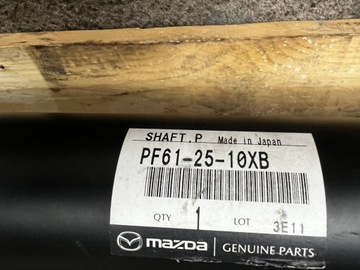 SHAFT.P Made in Japan
PF61-25-10XB
QTY 1 LOT 3E11
mazda GENUINE PARTS